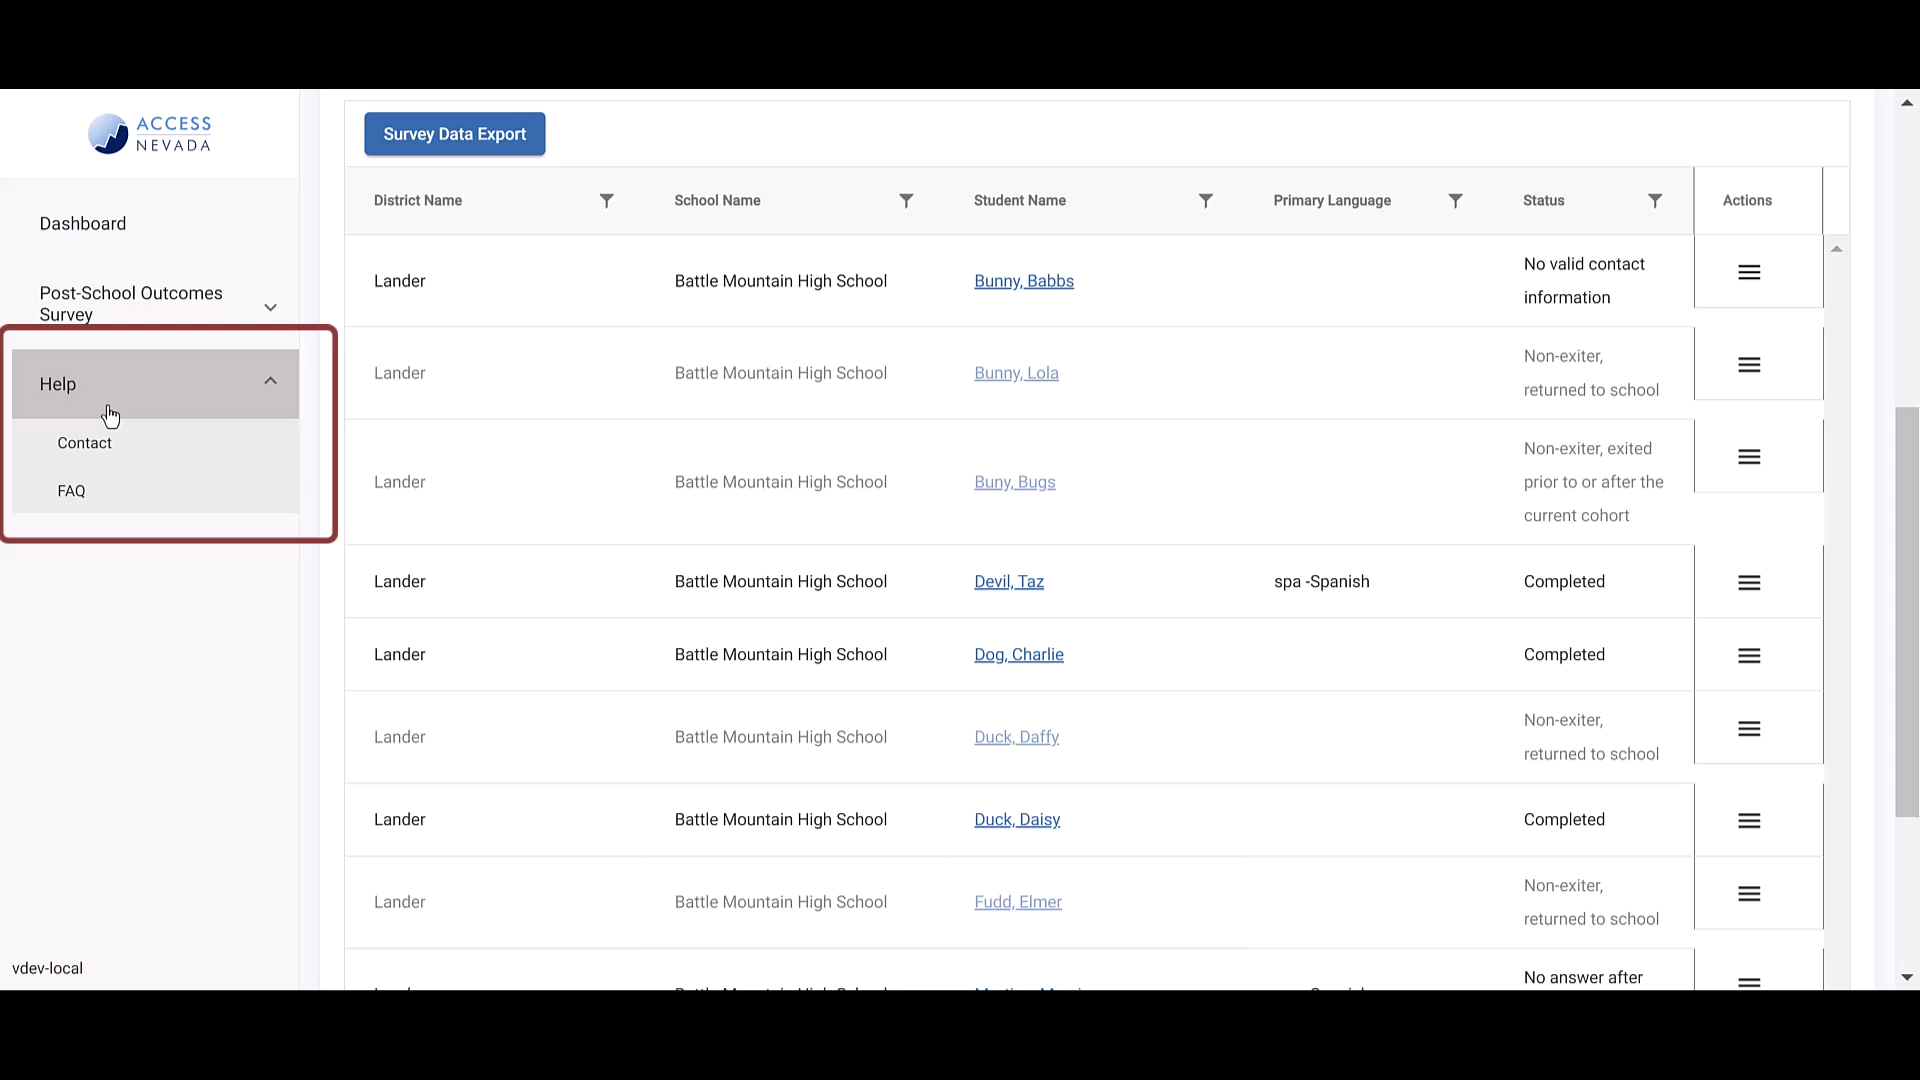 ACCESS
NEVADA
Dashboard
Post-School Outcomes
Survey
Help
Contact
FAQ
vdev-local
Survey Data Export
District Name School Name Student Name Primary Language Status Actions
Lander Battle Mountain High School Bunny, Babbs No valid contact
information
Lander Battle Mountain High School Bunny, Lola Non-exiter,
returned to school
Lander Battle Mountain High School Buny, Bugs Non-exiter, exited
prior to or after the
current cohort
Lander Battle Mountain High School Devil, Taz spa -Spanish Completed
Lander Battle Mountain High School Dog, Charlie Completed
Lander Battle Mountain High School Duck, Daffy Non-exiter,
returned to school
Lander Battle Mountain High School Duck, Daisy Completed
Lander Battle Mountain High School Fudd, Elmer Non-exiter,
returned to school
No answer after